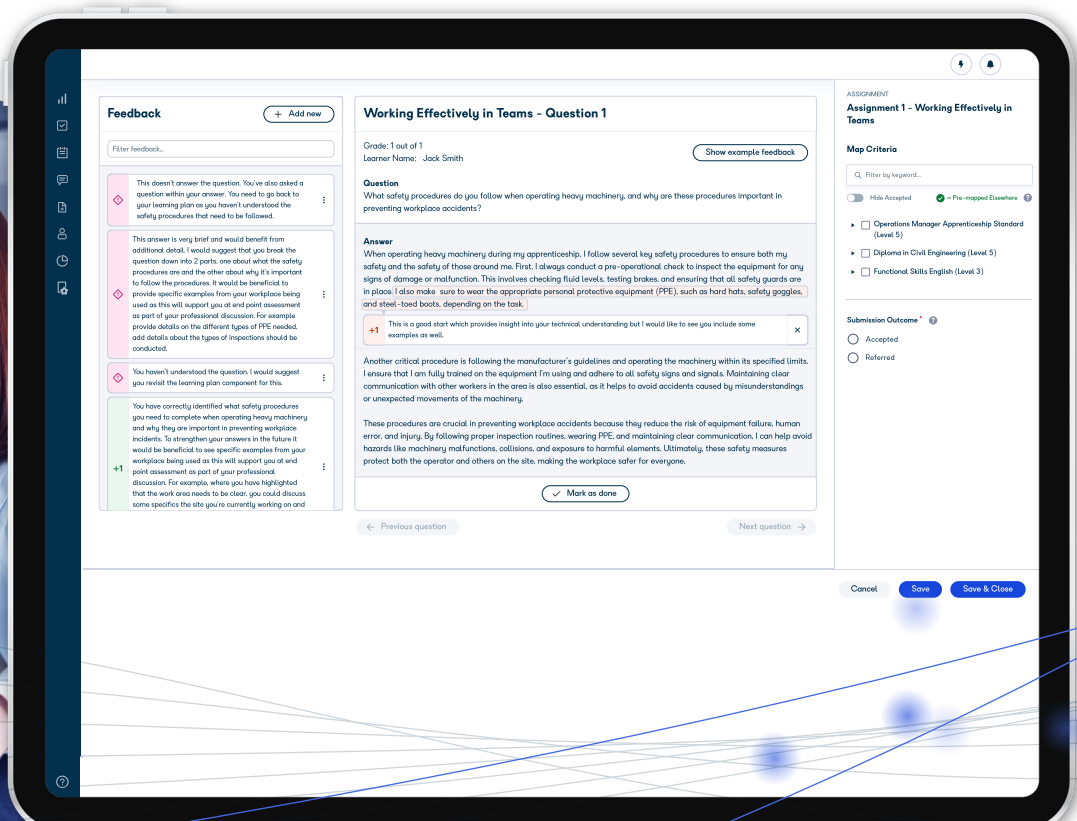 Feedback
+ Add new
Filter feedback...
This doesn't answer the question. You've also asked a
question within your answer. You need to go back to
your learning plan as you haven't understood the
safety procedures that need to be followed.
This answer is very brief and would benefit from
additional detail. I would suggest that you break the
question down into 2 parts, one about what the safety
procedures are and the other about why it's important
to follow the procedures. It would be beneficial to
provide specific examples from your workplace being
used as this will support you at end point assessment
as part of your professional discussion. For example
provide details on the different types of PPE needed,
add details about the types of inspections should be
conducted.
You haven't understood the question. I would suggest
you revisit the learning plan component for this.
+1
You have correctly identified what safety procedures
you need to complete when operating heavy machinery
and why they are important in preventing workplace
incidents. To strengthen your answers in the future it
would be beneficial to see specific examples from your
workplace being used as this will support you at end
point assessment as part of your professional
discussion. For example, where you have highlighted
that the work area needs to be clear, you could discuss
some specifics the site you're currently working on and
Working Effectively in Teams - Question 1
Grade: 1 out of 1
Learner Name: Jack Smith
Show example feedback
Question
What safety procedures do you follow when operating heavy machinery, and why are these procedures important in
preventing workplace accidents?
Answer
When operating heavy machinery during my apprenticeship, I follow several key safety procedures to ensure both my
safety and the safety of those around me. First, I always conduct a pre-operational check to inspect the equipment for any
signs of damage or malfunction. This involves checking fluid levels, testing brakes, and ensuring that all safety guards are
in place. I also make sure to wear the appropriate personal protective equipment (PPE), such as hard hats, safety goggles,
and steel-toed boots, depending on the task.
+1
This is a good start which provides insight into your technical understanding but I would like to see you include some
examples as well.
Another critical procedure is following the manufacturer's guidelines and operating the machinery within its specified limits.
I ensure that I am fully trained on the equipment I'm using and adhere to all safety signs and signals. Maintaining clear
communication with other workers in the area is also essential, as it helps to avoid accidents caused by misunderstandings
or unexpected movements of the machinery.
These procedures are crucial in preventing workplace accidents because they reduce the risk of equipment failure, human
error, and injury. By following proper inspection routines, wearing PPE, and maintaining clear communication, I can help avoid
hazards like machinery malfunctions, collisions, and exposure to harmful elements. Ultimately, these safety measures
protect both the operator and others on the site, making the workplace safer for everyone.
Mark as done
Previous question
Next question
ASSIGNMENT
Assignment 1 - Working Effectively in
Teams
Map Criteria
Filter by keyword...
Hide Accepted
= Pre-mapped Elsewhere
Operations Manager Apprenticeship Standard
(Level 5)
Diploma in Civil Engineering (Level 5)
Functional Skills English (Level 3)
Submission Outcome *
Accepted
Referred
Cancel
Save
Save & Close